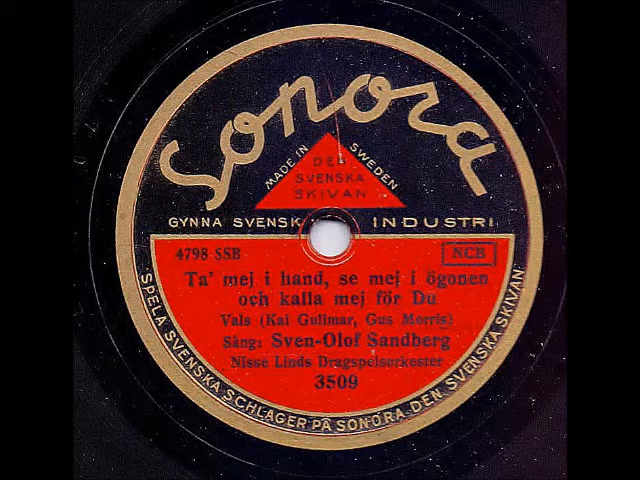 Sonora
MADE IN SWEDEN
DEN
SVENSKA
SKIVAN
GYNNA SVENSK INDUSTRI
4798 SSB
NCB
Ta' mej i hand, se mej i ögonen
och kalla mej för Du
Vals (Kai Gullmar, Gus Morris)
Sång: Sven-Olof Sandberg
Nisse Linds Dragspelsorkester
3509
SPELA SVENSKA SCHLAGER PÅ SONORA DEN SVENSKA SKIVAN